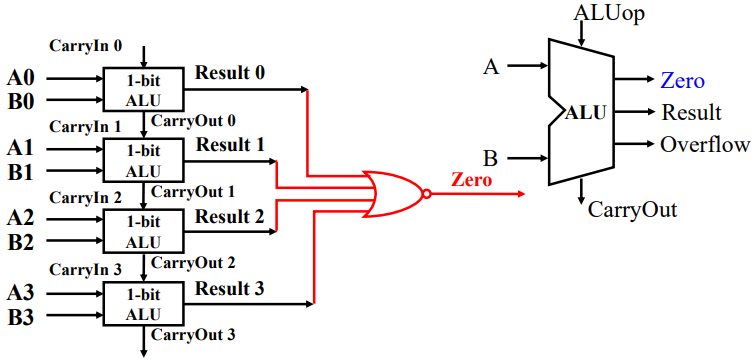 CarryIn 0
A0
B0
1-bit
ALU
Result 0
CarryOut 0
CarryIn 1
A1
B1
1-bit
ALU
Result 1
CarryOut 1
CarryIn 2
A2
B2
1-bit
ALU
Result 2
CarryOut 2
CarryIn 3
A3
B3
1-bit
ALU
Result 3
CarryOut 3
Zero
ALUop
A
B
ALU
Zero
Result
Overflow
CarryOut